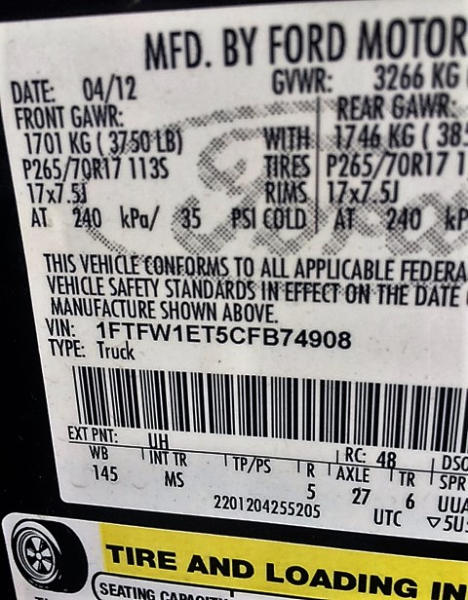 MFD. BY FORD MOTOR
DATE: 04/12 GVWR: 3266 KG
FRONT GAWR: REAR GAWR:
1701 KG ( 3750 LB) WITH 1746 KG ( 38
P265/70R17 113S TIRES P265/70R17 1
17x7.5J RIMS 17x7.5J
AT 240 kPa/ 35 PSI COLD AT 240 kP
THIS VEHICLE CONFORMS TO ALL APPLICABLE FEDERA
VEHICLE SAFETY STANDARDS IN EFFECT ON THE DATE
MANUFACTURE SHOWN ABOVE.
VIN: 1FTFW1ET5CFB74908
TYPE: Truck
EXT PNT: UH RC: 48 DSO
WB INT TR TP/PS R AXLE TR SPR
145 MS 5 27 6 UUA
2201204255205 UTC ▽5U
TIRE AND LOADING IN
SEATING CAPACITY